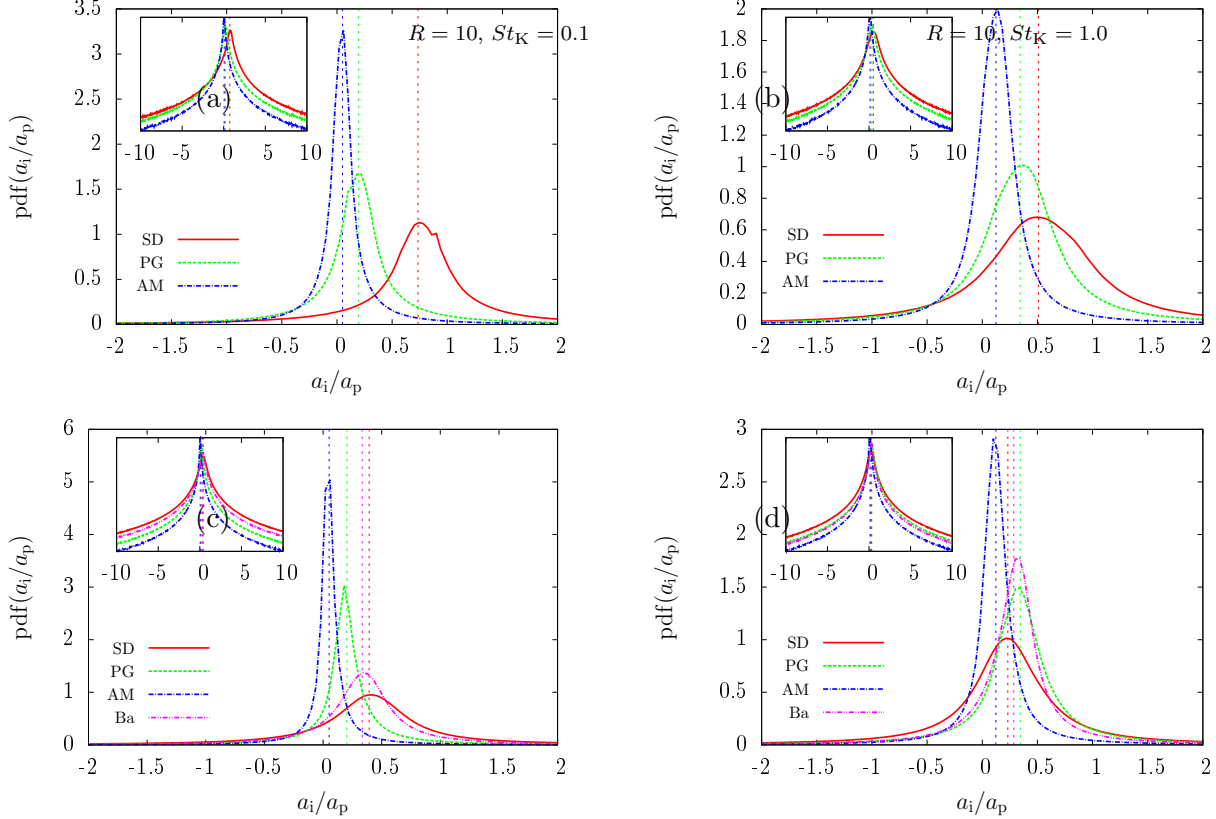 R = 10, St_K = 0.1
(a)
pdf(a_i/a_p)
3.5
3
2.5
2
1.5
1
0.5
0
-10 -5 0 5 10
SD
PG
AM
-2 -1.5 -1 -0.5 0 0.5 1 1.5 2
a_i/a_p
R = 10, St_K = 1.0
(b)
pdf(a_i/a_p)
2
1.8
1.6
1.4
1.2
1
0.8
0.6
0.4
0.2
0
-10 -5 0 5 10
SD
PG
AM
-2 -1.5 -1 -0.5 0 0.5 1 1.5 2
a_i/a_p
(c)
pdf(a_i/a_p)
6
5
4
3
2
1
0
-10 -5 0 5 10
SD
PG
AM
Ba
-2 -1.5 -1 -0.5 0 0.5 1 1.5 2
a_i/a_p
(d)
pdf(a_i/a_p)
3
2.5
2
1.5
1
0.5
0
-10 -5 0 5 10
SD
PG
AM
Ba
-2 -1.5 -1 -0.5 0 0.5 1 1.5 2
a_i/a_p